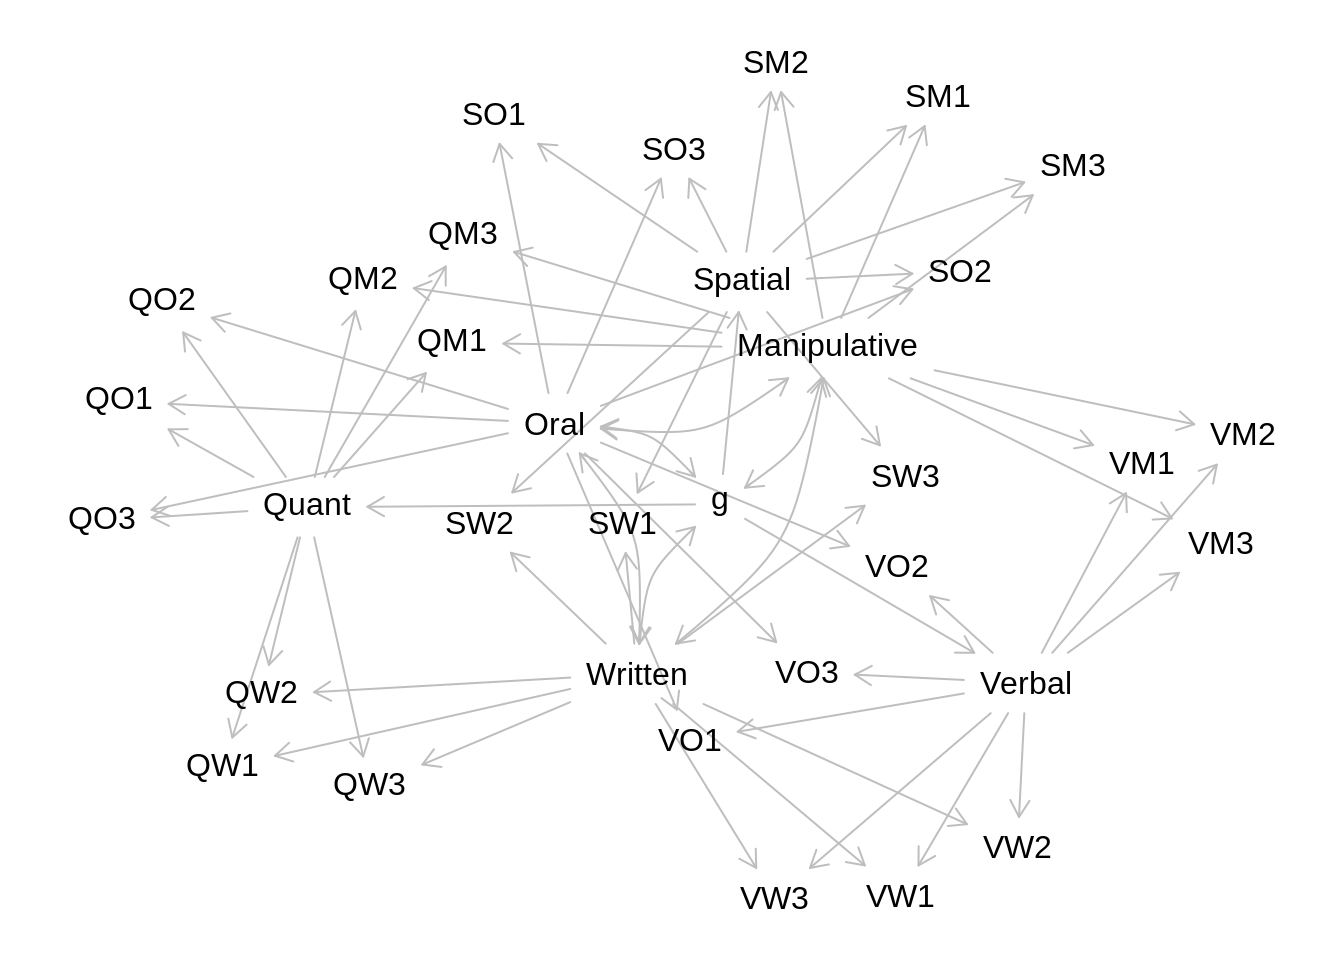 SM2
SM1
SO1
SO3
SM3
QM3
SO2
QM2
Spatial
QO2
QM1
Manipulative
QO1
Oral
VM2
VM1
SW3
g
Quant
QO3
SW2
SW1
VM3
VO2
VO3
Written
Verbal
QW2
VO1
QW1
QW3
VW2
VW3
VW1